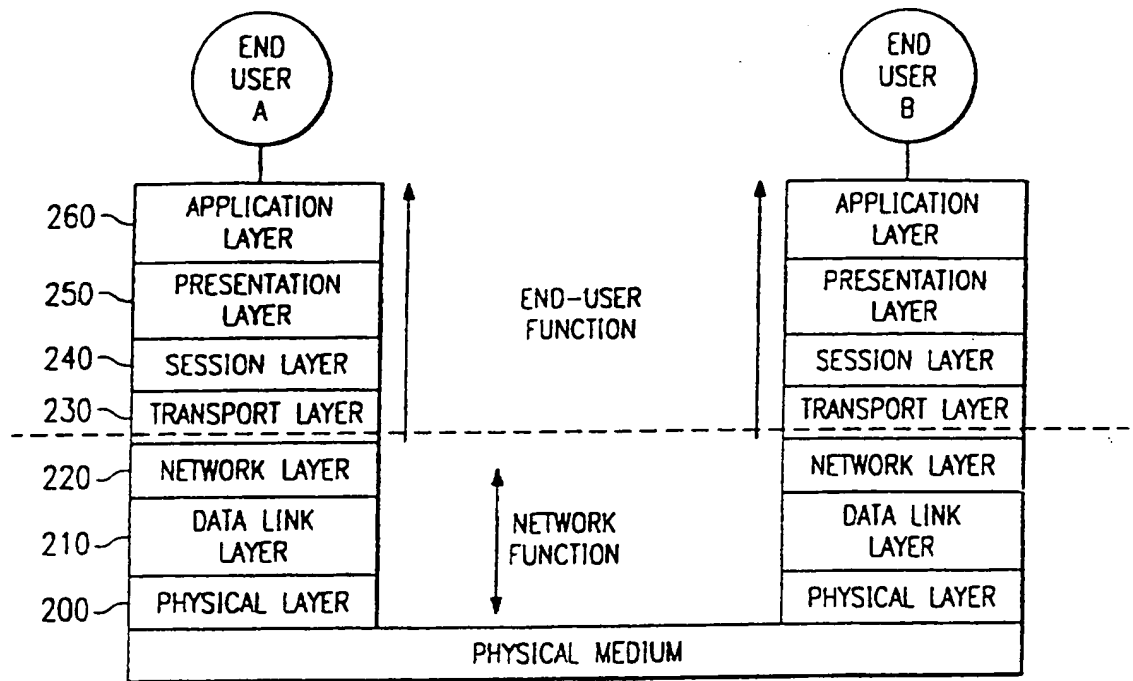 END
USER
A
END
USER
B
260
APPLICATION
LAYER
APPLICATION
LAYER
250
PRESENTATION
LAYER
END-USER
FUNCTION
PRESENTATION
LAYER
240
SESSION LAYER
SESSION LAYER
230
TRANSPORT LAYER
TRANSPORT LAYER
220
NETWORK LAYER
NETWORK LAYER
210
DATA LINK
LAYER
NETWORK
FUNCTION
DATA LINK
LAYER
200
PHYSICAL LAYER
PHYSICAL LAYER
PHYSICAL MEDIUM